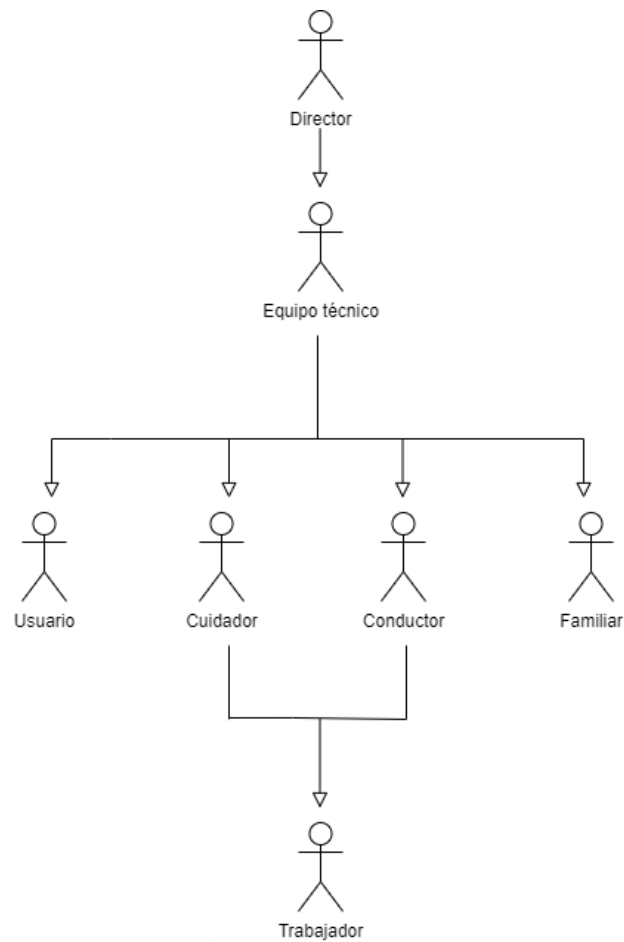 Director
Equipo técnico
Usuario
Cuidador
Conductor
Familiar
Trabajador